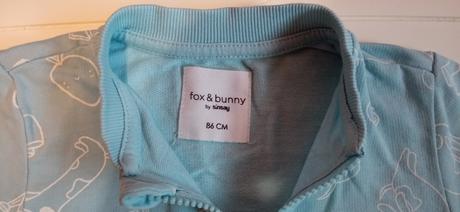 fox & bunny
by sinsay
86 CM